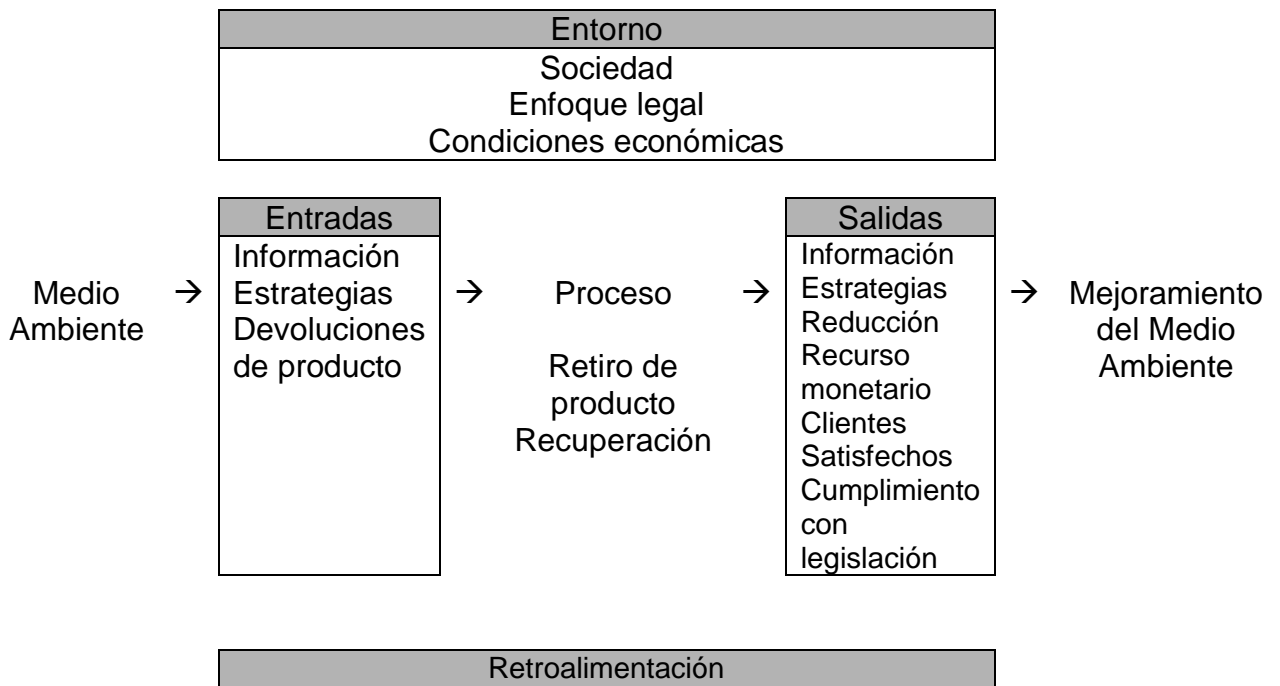 Entorno
Sociedad
Enfoque legal
Condiciones económicas
Medio
Ambiente
→
Entradas
Información
Estrategias
Devoluciones
de producto
→
Proceso
Retiro de
producto
Recuperación
→
Salidas
Información
Estrategias
Reducción
Recurso
monetario
Clientes
Satisfechos
Cumplimiento
con
legislación
→
Mejoramiento
del Medio
Ambiente
Retroalimentación